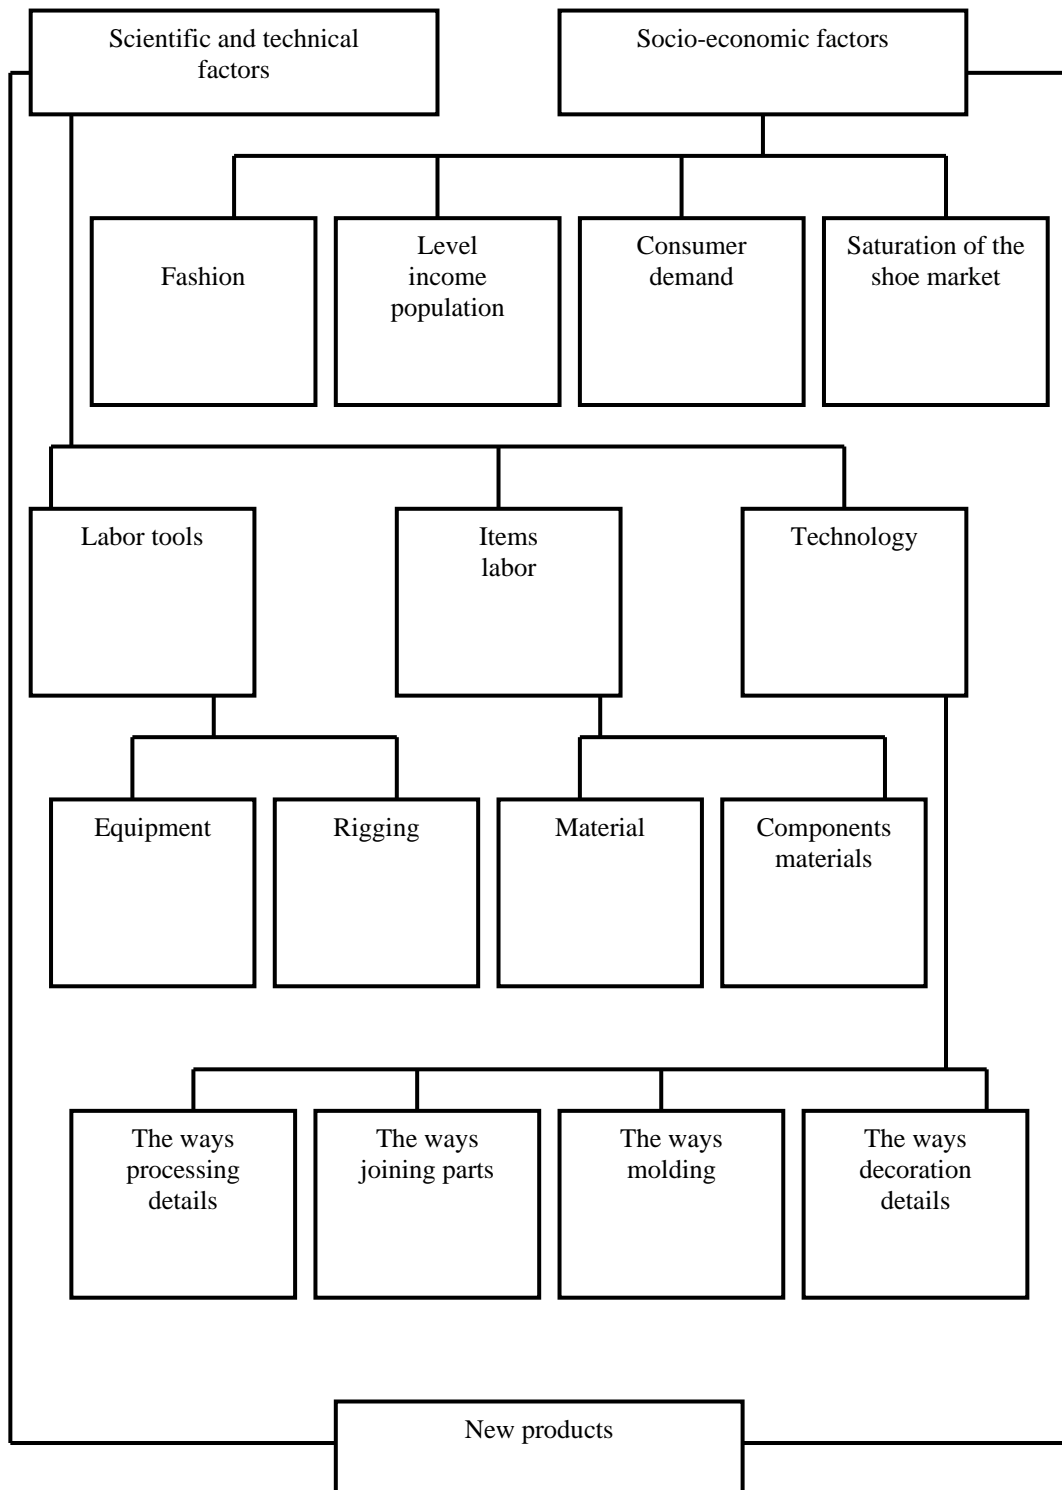 Scientific and technical
factors
Socio-economic factors
Fashion
Level
income
population
Consumer
demand
Saturation of the
shoe market
Labor tools
Items
labor
Technology
Equipment
Rigging
Material
Components
materials
The ways
processing
details
The ways
joining parts
The ways
molding
The ways
decoration
details
New products